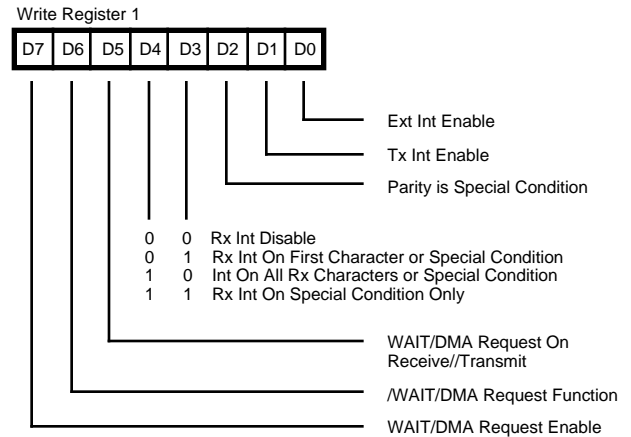 Write Register 1
D7 D6 D5 D4 D3 D2 D1 D0
Ext Int Enable
Tx Int Enable
Parity is Special Condition
0 0 Rx Int Disable
0 1 Rx Int On First Character or Special Condition
1 0 Int On All Rx Characters or Special Condition
1 1 Rx Int On Special Condition Only
WAIT/DMA Request On
Receive//Transmit
/WAIT/DMA Request Function
WAIT/DMA Request Enable